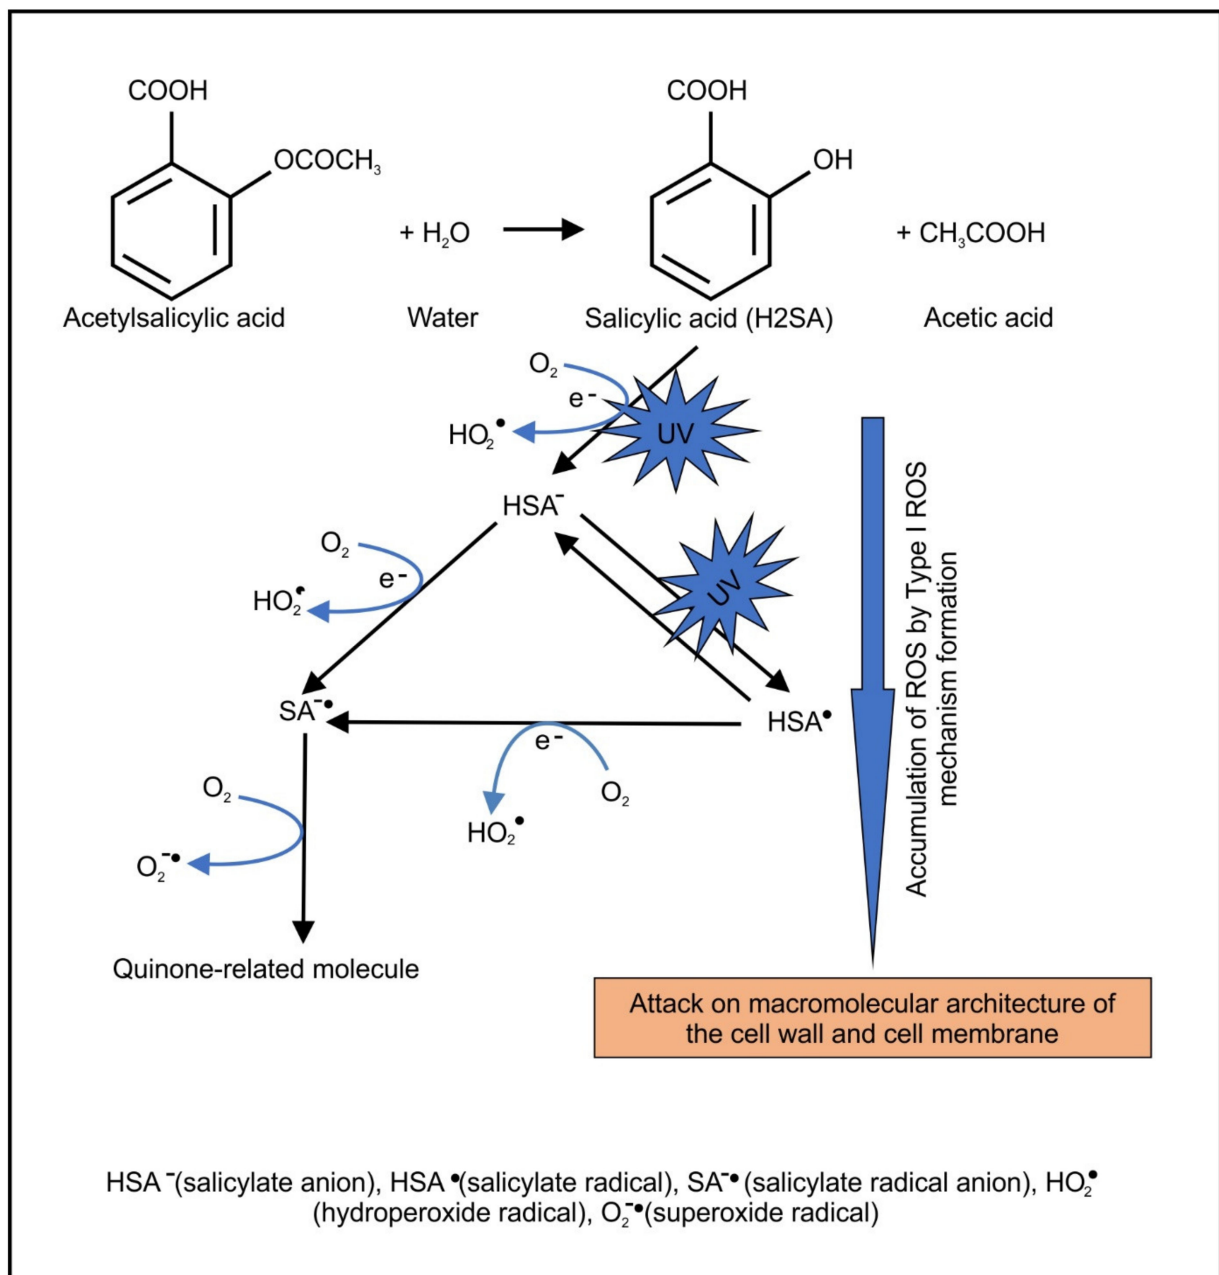 COOH
OCOCH₃
+ H₂O
COOH
OH
+ CH₃COOH
Acetylsalicylic acid
Water
Salicylic acid (H2SA)
Acetic acid
O₂
e⁻
HO₂•
UV
HSA⁻
O₂
e⁻
HO₂•
UV
SA⁻•
HSA•
e⁻
O₂
HO₂•
O₂
O₂⁻•
Quinone-related molecule
Accumulation of ROS by Type I ROS
mechanism formation
Attack on macromolecular architecture of
the cell wall and cell membrane
HSA⁻(salicylate anion), HSA•(salicylate radical), SA⁻• (salicylate radical anion), HO₂•
(hydroperoxide radical), O₂⁻•(superoxide radical)